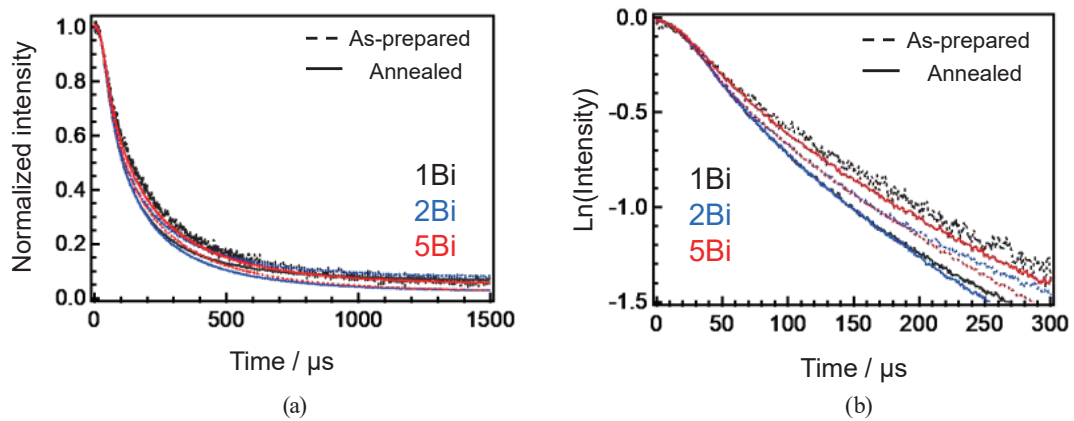 1.0
0.8
0.6
0.4
0.2
0.0
Normalized intensity
As-prepared
Annealed
1Bi
2Bi
5Bi
0 500 1000 1500
Time / µs
(a)
0.0
-0.5
-1.0
-1.5
Ln(Intensity)
As-prepared
Annealed
1Bi
2Bi
5Bi
0 50 100 150 200 250 300
Time / µs
(b)